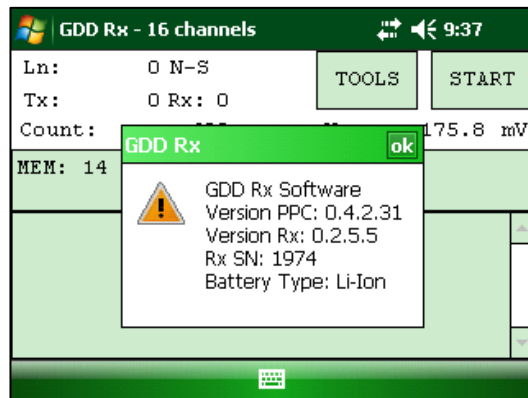 GDD Rx - 16 channels 9:37
Ln: 0 N-S
TOOLS START
Tx: 0 Rx: 0
Count: 175.8 mV
MEM: 14
GDD Rx ok
GDD Rx Software
Version PPC: 0.4.2.31
Version Rx: 0.2.5.5
Rx SN: 1974
Battery Type: Li-Ion